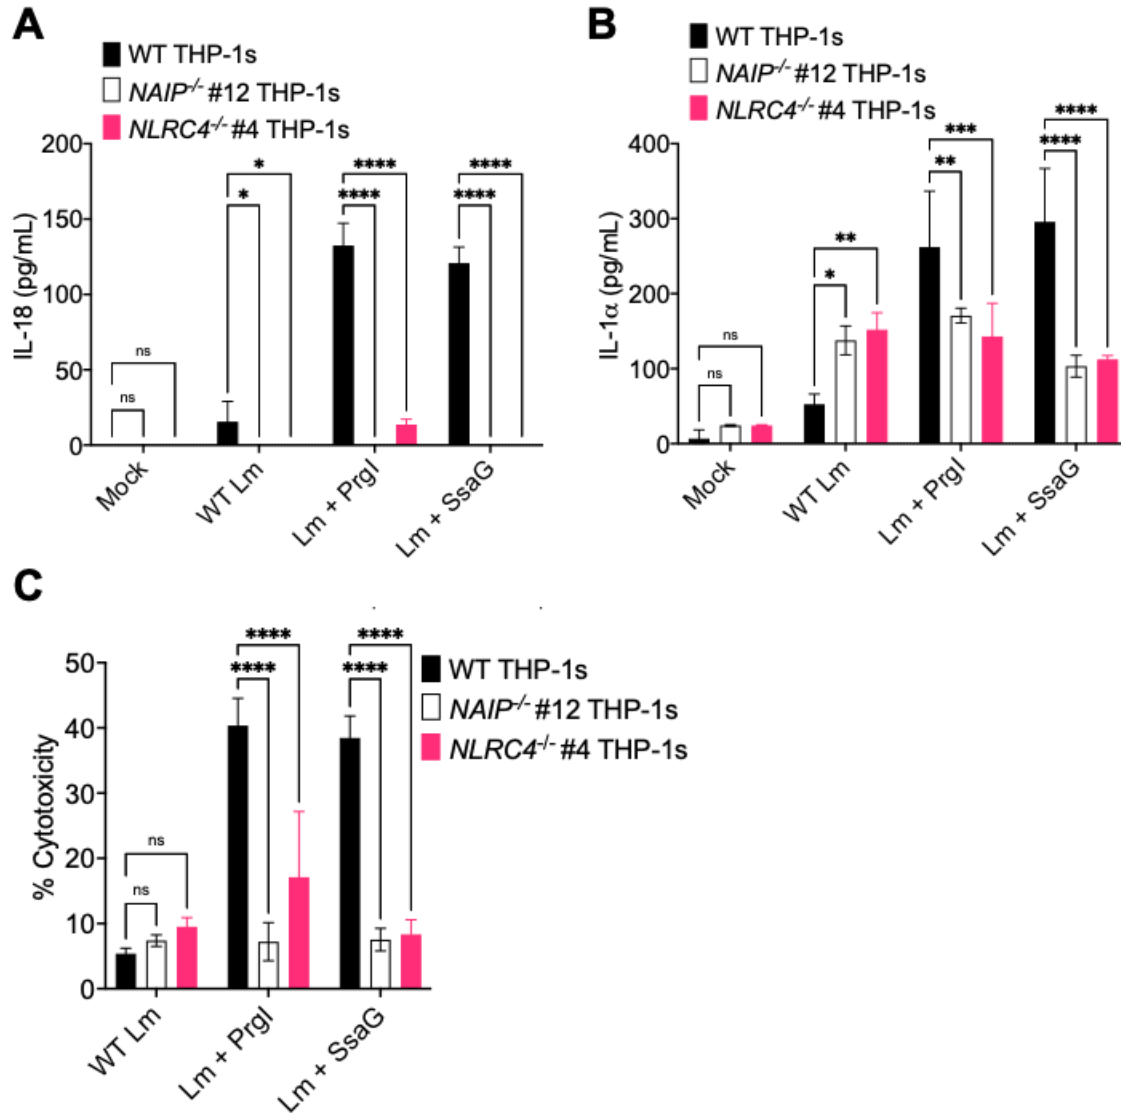 A
WT THP-1s
NAIP-/- #12 THP-1s
NLRC4-/- #4 THP-1s
IL-18 (pg/mL)
200
150
100
50
0
ns
ns
*
*
****
****
****
****
Mock
WT Lm
Lm + PrgI
Lm + SsaG
B
WT THP-1s
NAIP-/- #12 THP-1s
NLRC4-/- #4 THP-1s
IL-1α (pg/mL)
400
300
200
100
0
ns
ns
**
*
***
**
****
****
Mock
WT Lm
Lm + PrgI
Lm + SsaG
C
WT THP-1s
NAIP-/- #12 THP-1s
NLRC4-/- #4 THP-1s
% Cytotoxicity
50
40
30
20
10
0
ns
ns
****
****
****
****
WT Lm
Lm + PrgI
Lm + SsaG